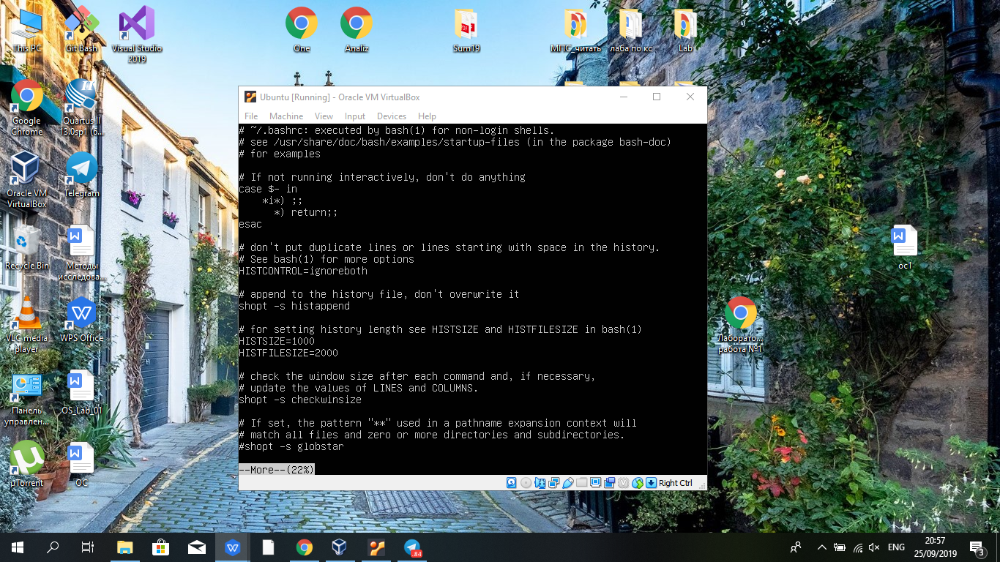 This PC
Git Bash
Visual Studio
2019
One
Analiz
Sum19
МПС_читать
лаба по кс
Lab
Google
Chrome
Quartus II
13.0sp1 (6...
Oracle VM
VirtualBox
Telegram
Recycle Bin
Методы
исследова...
VLC media
player
WPS Office
Панель
управлен...
OS_Lab_01
µTorrent
ОС
ос1
Лаборато...
работа №1
Ubuntu [Running] - Oracle VM VirtualBox
File Machine View Input Devices Help
# ~/.bashrc: executed by bash(1) for non-login shells.
# see /usr/share/doc/bash/examples/startup-files (in the package bash-doc)
# for examples
# If not running interactively, don't do anything
case $- in
*i*) ;;
*) return;;
esac
# don't put duplicate lines or lines starting with space in the history.
# See bash(1) for more options
HISTCONTROL=ignoreboth
# append to the history file, don't overwrite it
shopt -s histappend
# for setting history length see HISTSIZE and HISTFILESIZE in bash(1)
HISTSIZE=1000
HISTFILESIZE=2000
# check the window size after each command and, if necessary,
# update the values of LINES and COLUMNS.
shopt -s checkwinsize
# If set, the pattern "**" used in a pathname expansion context will
# match all files and zero or more directories and subdirectories.
#shopt -s globstar
--More--(22%)
Right Ctrl
.84
ENG
20:57
25/09/2019
3